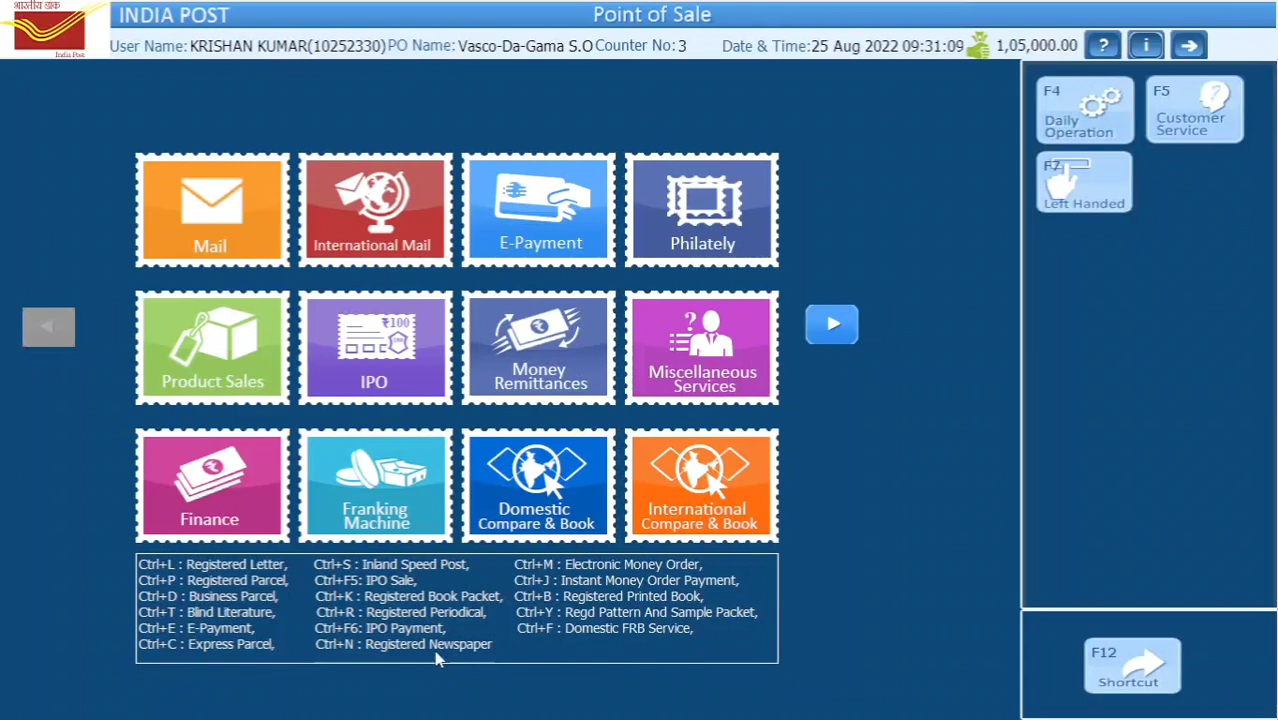 भारतीय डाक
India Post
INDIA POST
Point of Sale
User Name: KRISHAN KUMAR(10252330) PO Name: Vasco-Da-Gama S.O Counter No: 3 Date & Time: 25 Aug 2022 09:31:09 1,05,000.00 ? i
F4
Daily
Operation
F5
Customer
Service
F7
Left Handed
Mail
International Mail
E-Payment
Philately
Product Sales
₹100
IPO
Money
Remittances
?
Miscellaneous
Services
Finance
Franking
Machine
Domestic
Compare & Book
International
Compare & Book
Ctrl+L : Registered Letter, Ctrl+S : Inland Speed Post, Ctrl+M : Electronic Money Order,
Ctrl+P : Registered Parcel, Ctrl+F5: IPO Sale, Ctrl+J : Instant Money Order Payment,
Ctrl+D : Business Parcel, Ctrl+K : Registered Book Packet, Ctrl+B : Registered Printed Book,
Ctrl+T : Blind Literature, Ctrl+R : Registered Periodical, Ctrl+Y : Regd Pattern And Sample Packet,
Ctrl+E : E-Payment, Ctrl+F6: IPO Payment, Ctrl+F : Domestic FRB Service,
Ctrl+C : Express Parcel, Ctrl+N : Registered Newspaper
F12
Shortcut